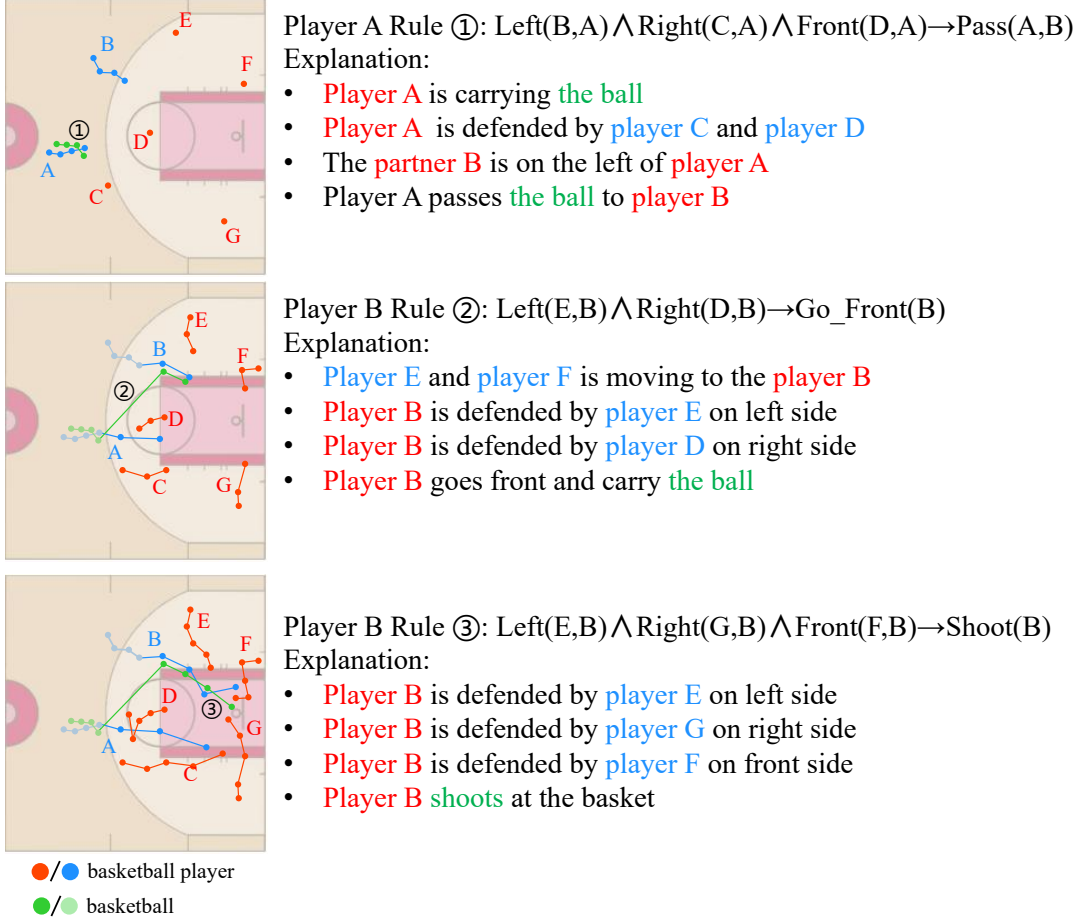 E
B
F
①
D
A
C
G
Player A Rule ①: Left(B,A)∧Right(C,A)∧Front(D,A)→Pass(A,B)
Explanation:
• Player A is carrying the ball
• Player A is defended by player C and player D
• The partner B is on the left of player A
• Player A passes the ball to player B
E
B
F
②
D
A
C
G
Player B Rule ②: Left(E,B)∧Right(D,B)→Go_Front(B)
Explanation:
• Player E and player F is moving to the player B
• Player B is defended by player E on left side
• Player B is defended by player D on right side
• Player B goes front and carry the ball
E
B
F
D
③
G
A
C
Player B Rule ③: Left(E,B)∧Right(G,B)∧Front(F,B)→Shoot(B)
Explanation:
• Player B is defended by player E on left side
• Player B is defended by player G on right side
• Player B is defended by player F on front side
• Player B shoots at the basket
/ basketball player
/ basketball